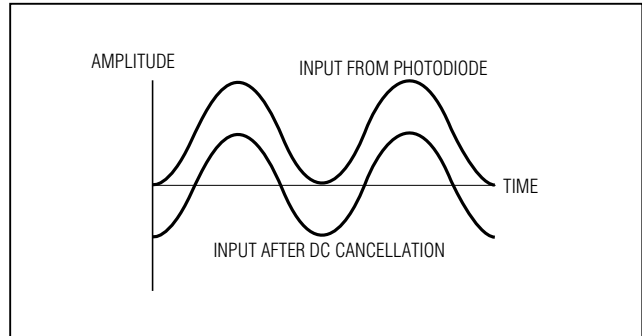 AMPLITUDE
INPUT FROM PHOTODIODE
TIME
INPUT AFTER DC CANCELLATION